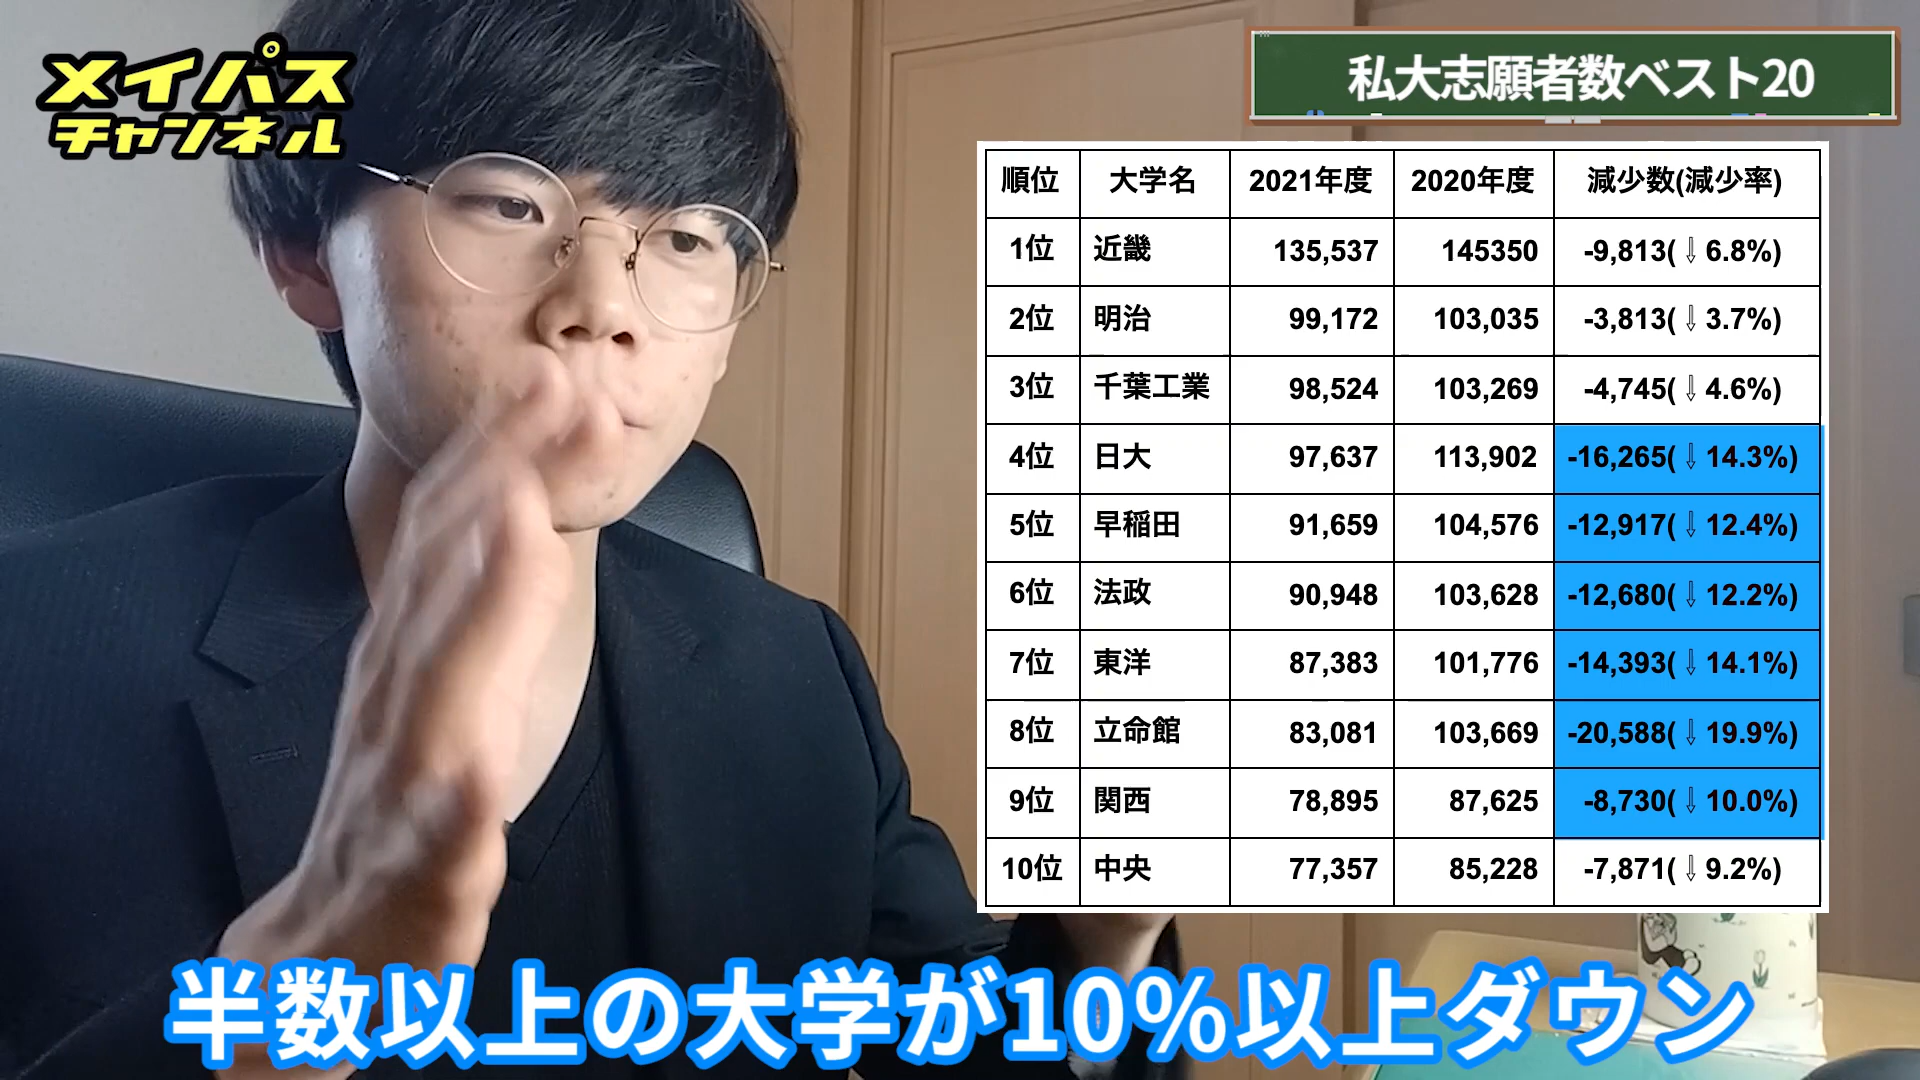 メイパス
チャンネル
私大志願者数ベスト20
順位 大学名 2021年度 2020年度 減少数(減少率)
1位 近畿 135,537 145350 -9,813(⇩6.8%)
2位 明治 99,172 103,035 -3,813(⇩3.7%)
3位 千葉工業 98,524 103,269 -4,745(⇩4.6%)
4位 日大 97,637 113,902 -16,265(⇩14.3%)
5位 早稲田 91,659 104,576 -12,917(⇩12.4%)
6位 法政 90,948 103,628 -12,680(⇩12.2%)
7位 東洋 87,383 101,776 -14,393(⇩14.1%)
8位 立命館 83,081 103,669 -20,588(⇩19.9%)
9位 関西 78,895 87,625 -8,730(⇩10.0%)
10位 中央 77,357 85,228 -7,871(⇩9.2%)
半数以上の大学が10%以上ダウン